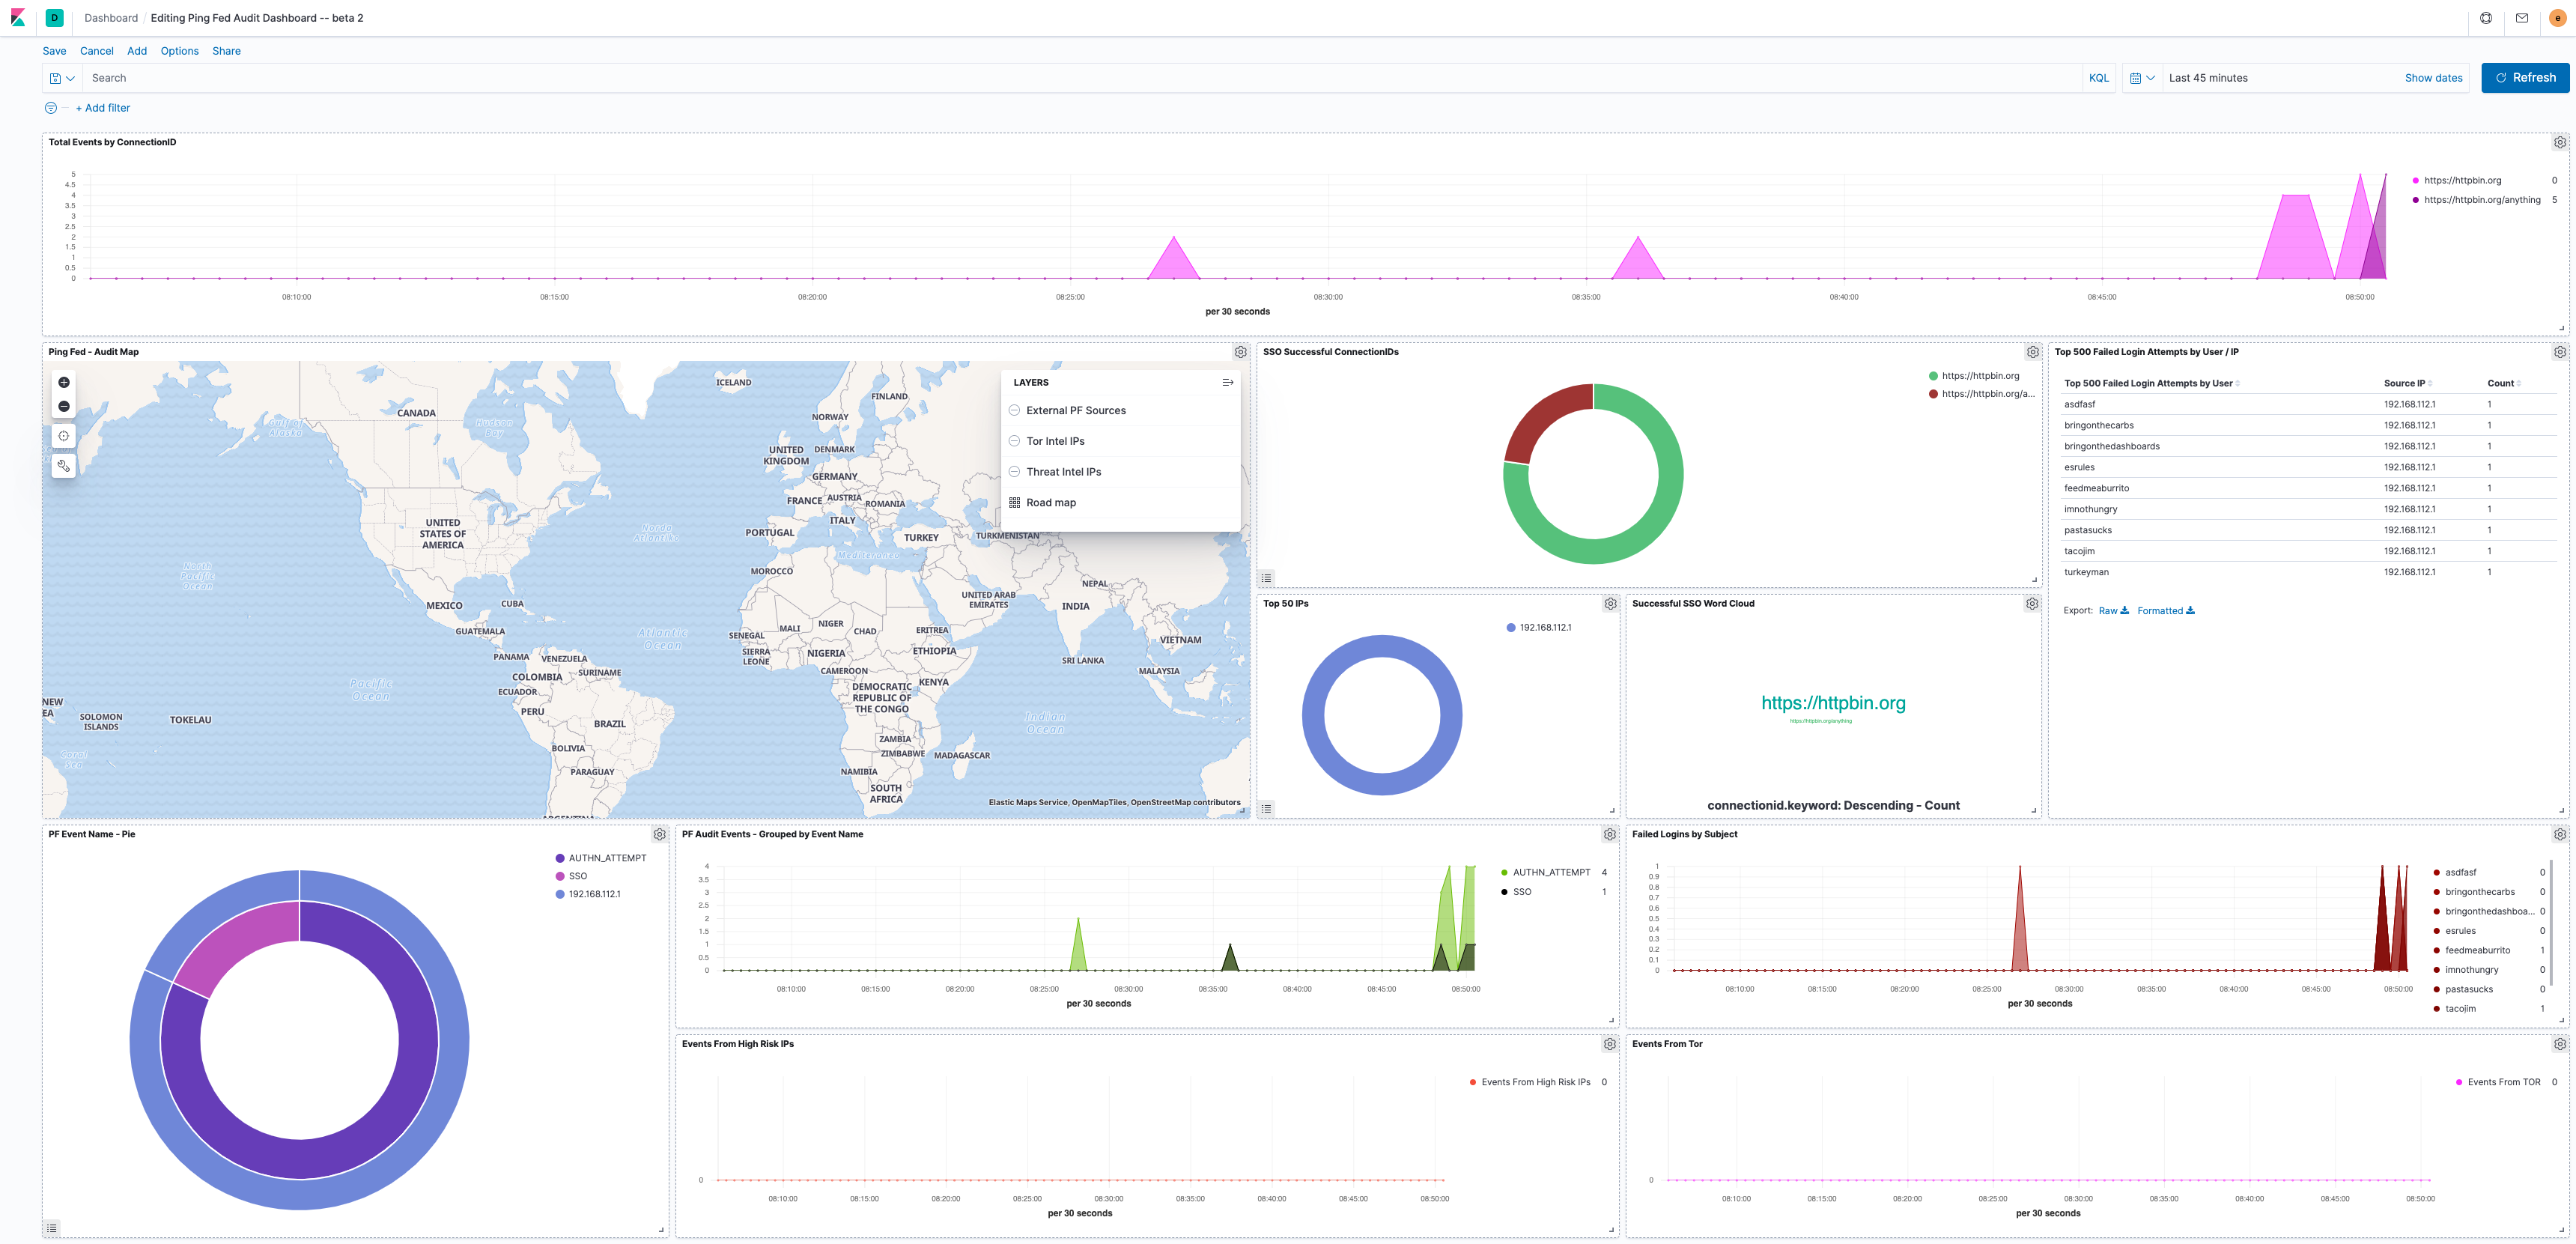 D Dashboard / Editing Ping Fed Audit Dashboard -- beta 2 e
Save Cancel Add Options Share
Search KQL Last 45 minutes Show dates Refresh
+ Add filter
Total Events by ConnectionID
5
4.5
4
3.5
3
2.5
2
1.5
1
0.5
0
08:10:00 08:15:00 08:20:00 08:25:00 08:30:00 08:35:00 08:40:00 08:45:00 08:50:00
per 30 seconds
https://httpbin.org 0
https://httpbin.org/anything 5
Ping Fed - Audit Map
ICELAND
FINLAND
NORWAY
CANADA
Gulf of
Alaska
Hudson
Bay
UNITED
KINGDOM
DENMARK
GERMANY
FRANCE
AUSTRIA
ROMANIA
ITALY
PORTUGAL
TURKEY
TURKMENISTAN
UNITED
STATES OF
AMERICA
Norda
Atlantiko
Mediteraneo
North
Pacific
Ocean
MOROCCO
NEPAL
UNITED ARAB
EMIRATES
INDIA
MEXICO
CUBA
GUATEMALA
Atlantic
Ocean
SENEGAL
MALI
NIGER
CHAD
ERITREA
VIETNAM
SIERRA
LEONE
NIGERIA
ETHIOPIA
SRI LANKA
MALAYSIA
PANAMA
VENEZUELA
SURINAME
COLOMBIA
CAMEROON
KENYA
ECUADOR
DEMOCRATIC
REPUBLIC OF
THE CONGO
Pacific
Ocean
NEW
EA
SOLOMON
ISLANDS
TOKELAU
PERU
BRAZIL
Indian
Ocean
ZAMBIA
ZIMBABWE
MADAGASCAR
BOLIVIA
Coral
Sea
PARAGUAY
NAMIBIA
SOUTH
AFRICA
ARGENTINA
Elastic Maps Service, OpenMapTiles, OpenStreetMap contributors
LAYERS
External PF Sources
Tor Intel IPs
Threat Intel IPs
Road map
SSO Successful ConnectionIDs
https://httpbin.org
https://httpbin.org/a...
Top 500 Failed Login Attempts by User / IP
Top 500 Failed Login Attempts by User Source IP Count
asdfasf 192.168.112.1 1
bringonthecarbs 192.168.112.1 1
bringonthedashboards 192.168.112.1 1
esrules 192.168.112.1 1
feedmeaburrito 192.168.112.1 1
imnothungry 192.168.112.1 1
pastasucks 192.168.112.1 1
tacojim 192.168.112.1 1
turkeyman 192.168.112.1 1
Export: Raw Formatted
Top 50 IPs
192.168.112.1
Successful SSO Word Cloud
https://httpbin.org
https://httpbin.org/anything
connectionid.keyword: Descending - Count
PF Event Name - Pie
AUTHN_ATTEMPT
SSO
192.168.112.1
PF Audit Events - Grouped by Event Name
4
3.5
3
2.5
2
1.5
1
0.5
0
08:10:00 08:15:00 08:20:00 08:25:00 08:30:00 08:35:00 08:40:00 08:45:00 08:50:00
per 30 seconds
AUTHN_ATTEMPT 4
SSO 1
Failed Logins by Subject
1
0.9
0.8
0.7
0.6
0.5
0.4
0.3
0.2
0.1
0
08:10:00 08:15:00 08:20:00 08:25:00 08:30:00 08:35:00 08:40:00 08:45:00 08:50:00
per 30 seconds
asdfasf 0
bringonthecarbs 0
bringonthedashboa... 0
esrules 0
feedmeaburrito 1
imnothungry 0
pastasucks 0
tacojim 1
Events From High Risk IPs
0
08:10:00 08:15:00 08:20:00 08:25:00 08:30:00 08:35:00 08:40:00 08:45:00 08:50:00
per 30 seconds
Events From High Risk IPs 0
Events From Tor
0
08:10:00 08:15:00 08:20:00 08:25:00 08:30:00 08:35:00 08:40:00 08:45:00 08:50:00
per 30 seconds
Events From TOR 0